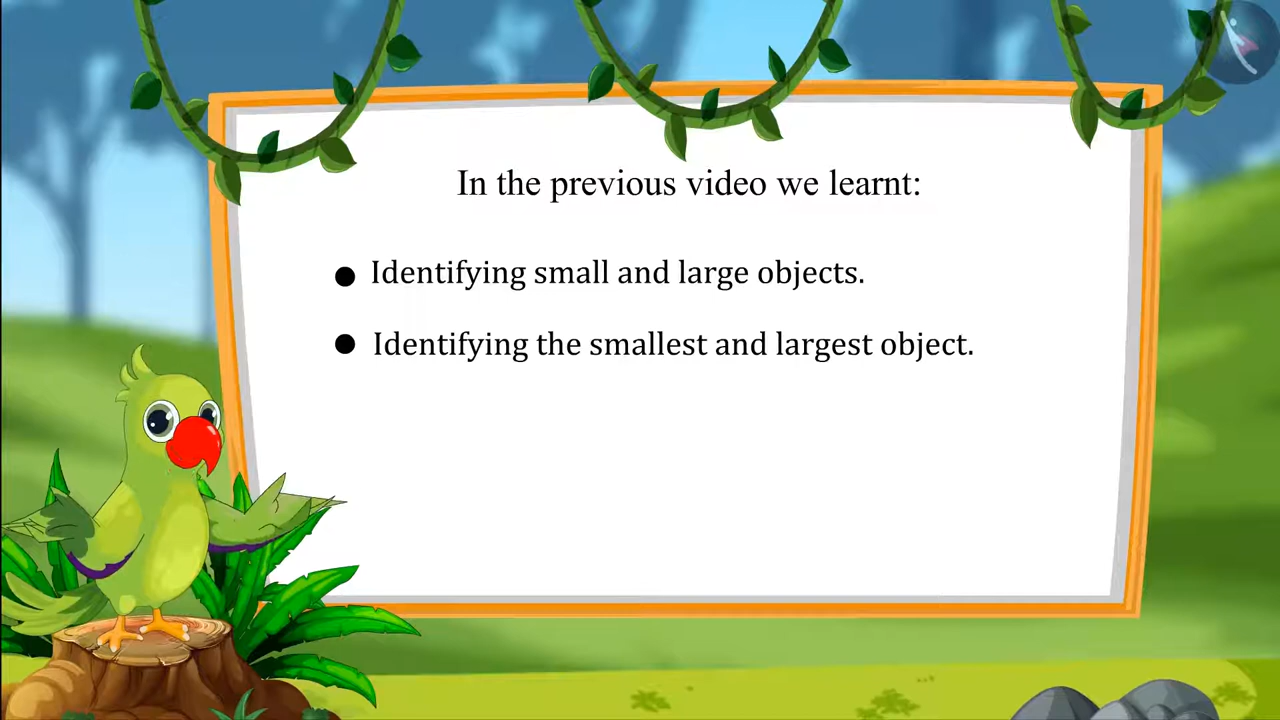 In the previous video we learnt:
● Identifying small and large objects.
● Identifying the smallest and largest object.